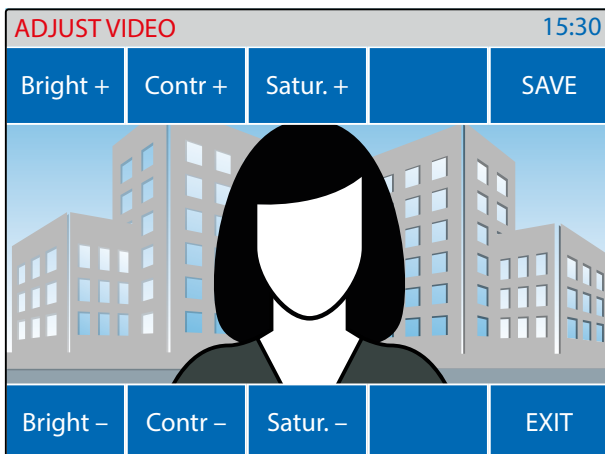 ADJUST VIDEO 15:30
Bright + Contr + Satur. + SAVE
Bright – Contr – Satur. – EXIT